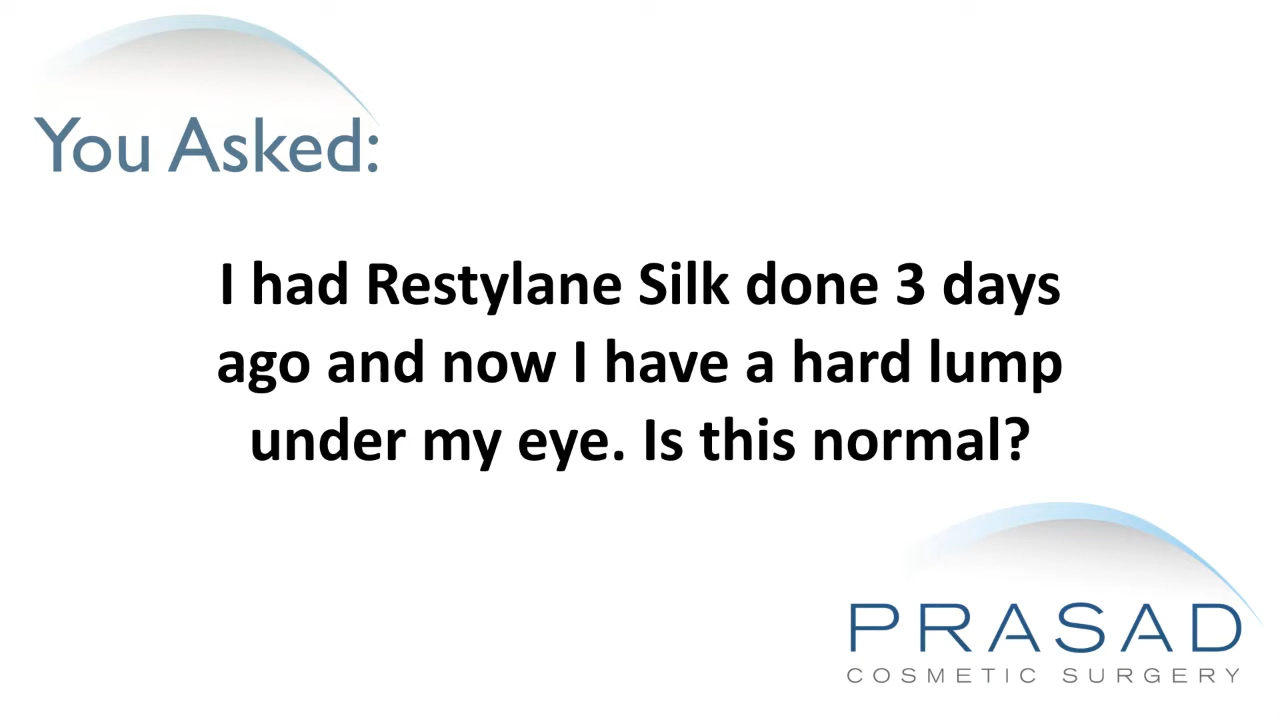 You Asked:
I had Restylane Silk done 3 days
ago and now I have a hard lump
under my eye. Is this normal?
PRASAD
COSMETIC SURGERY